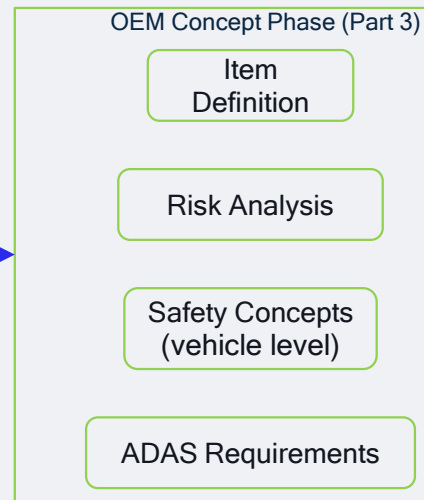 OEM Concept Phase (Part 3)
Item
Definition
Risk Analysis
Safety Concepts
(vehicle level)
ADAS Requirements